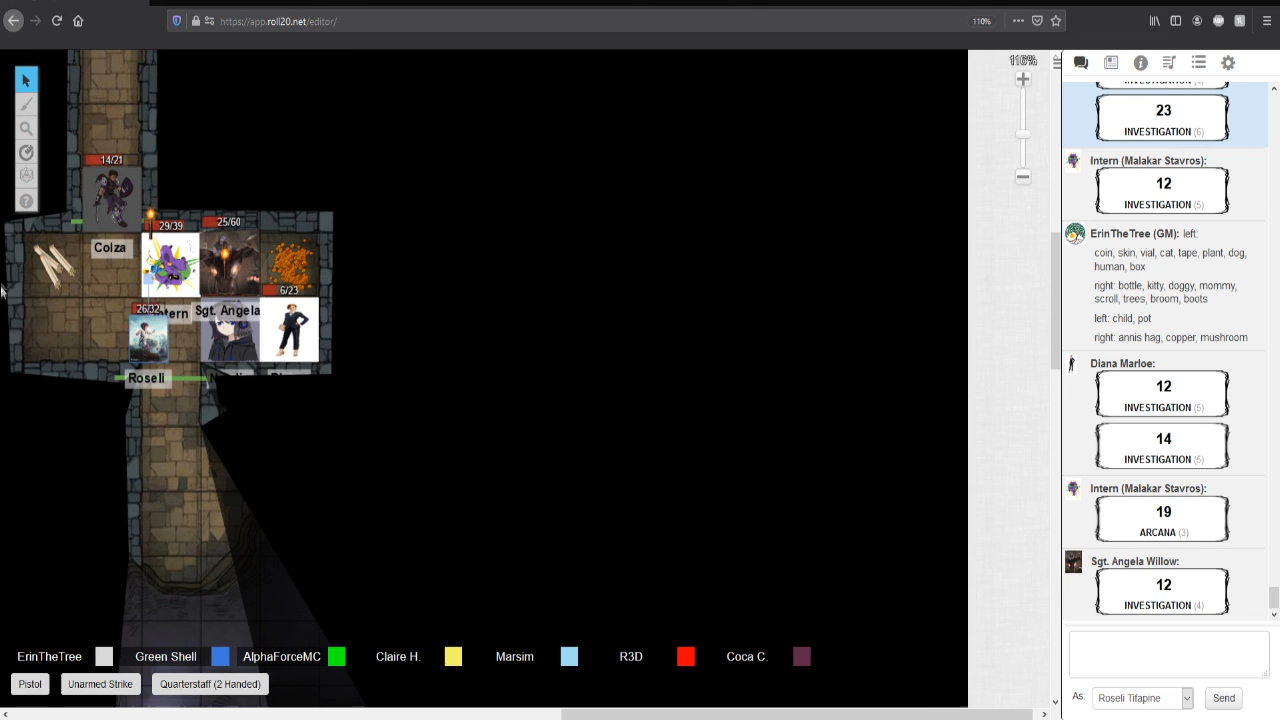 https://app.roll20.net/editor/
110%
116%
14/21
29/39
25/60
Colza
6/23
Sgt. Angela
26/32
Roseli
23
INVESTIGATION (6)
Intern (Malakar Stavros):
12
INVESTIGATION (5)
ErinTheTree (GM): left:
coin, skin, vial, cat, tape, plant, dog,
human, box
right: bottle, kitty, doggy, mommy,
scroll, trees, broom, boots
left: child, pot
right: annis hag, copper, mushroom
Diana Marloe:
12
INVESTIGATION (5)
14
INVESTIGATION (5)
Intern (Malakar Stavros):
19
ARCANA (3)
Sgt. Angela Willow:
12
INVESTIGATION (4)
ErinTheTree
Green Shell
AlphaForceMC
Claire H.
Marsim
R3D
Coca C.
Pistol
Unarmed Strike
Quarterstaff (2 Handed)
As:
Roseli Tifapine
Send